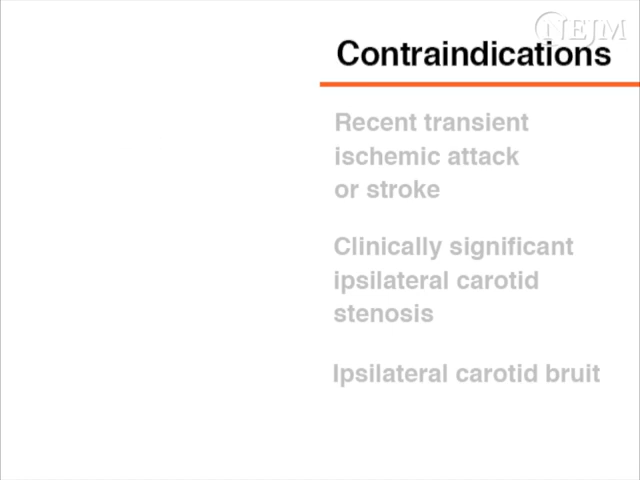 NEJM
Contraindications
Recent transient
ischemic attack
or stroke
Clinically significant
ipsilateral carotid
stenosis
Ipsilateral carotid bruit